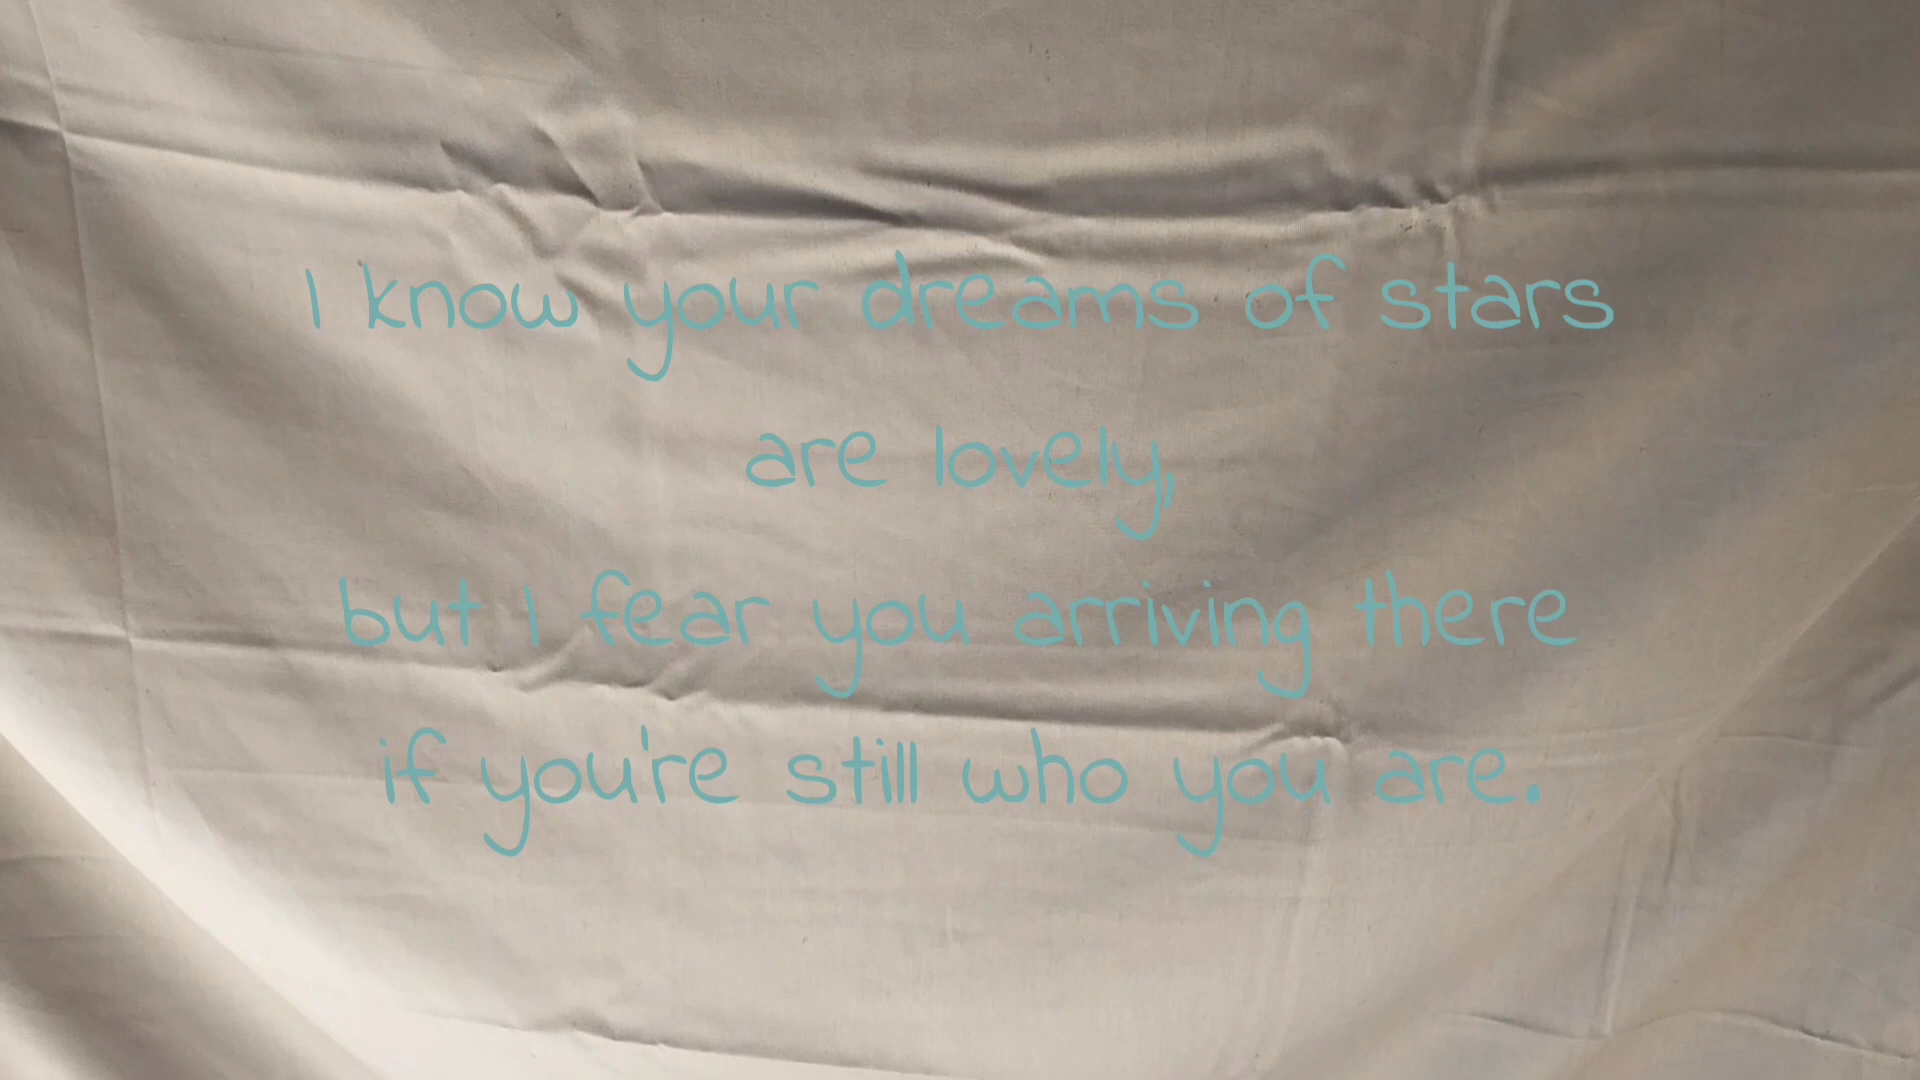 I know your dreams of stars
are lovely,
but I fear you arriving there
if you're still who you are.